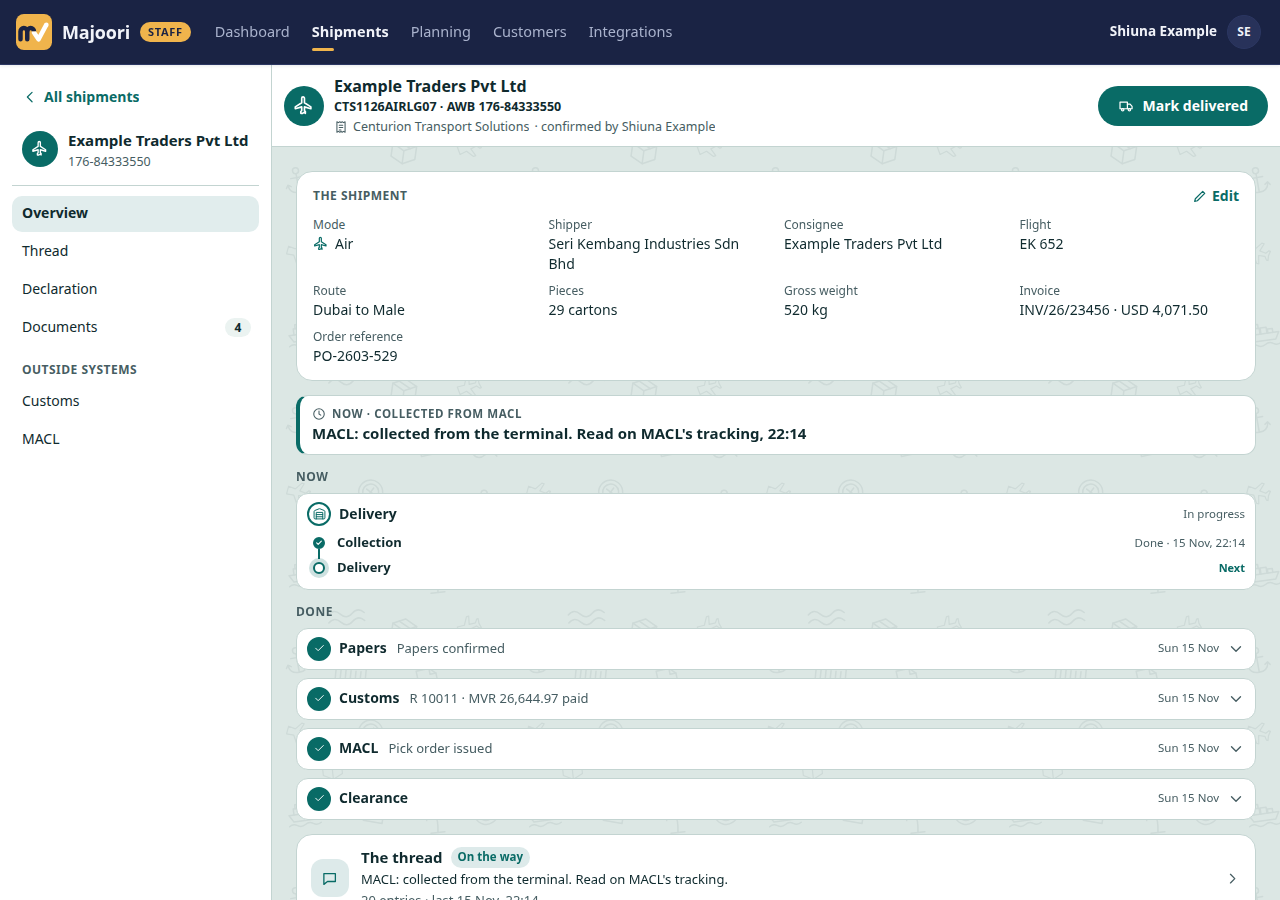 Majoori STAFF Dashboard Shipments Planning Customers Integrations Shiuna Example SE
All shipments
Example Traders Pvt Ltd
176-84333550
Overview
Thread
Declaration
Documents 4
OUTSIDE SYSTEMS
Customs
MACL
Example Traders Pvt Ltd
CTS1126AIRLG07 · AWB 176-84333550
Centurion Transport Solutions · confirmed by Shiuna Example
Mark delivered
THE SHIPMENT Edit
Mode Shipper Consignee Flight
Air Seri Kembang Industries Sdn Bhd Example Traders Pvt Ltd EK 652
Route Pieces Gross weight Invoice
Dubai to Male 29 cartons 520 kg INV/26/23456 · USD 4,071.50
Order reference
PO-2603-529
NOW · COLLECTED FROM MACL
MACL: collected from the terminal. Read on MACL's tracking, 22:14
NOW
Delivery In progress
Collection Done · 15 Nov, 22:14
Delivery Next
DONE
Papers Papers confirmed Sun 15 Nov
Customs R 10011 · MVR 26,644.97 paid Sun 15 Nov
MACL Pick order issued Sun 15 Nov
Clearance Sun 15 Nov
The thread On the way
MACL: collected from the terminal. Read on MACL's tracking.